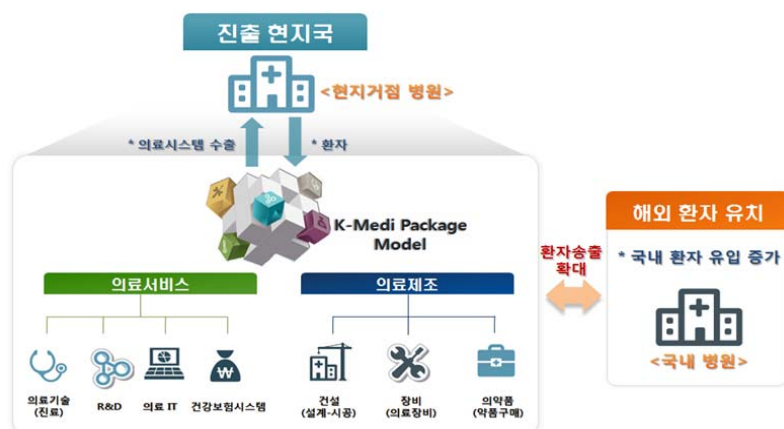 진출 현지국
<현지거점 병원>
* 의료시스템 수출
* 환자
K-Medi Package
Model
의료서비스
의료제조
의료기술
(진료)
R&D
의료 IT
건강보험시스템
건설
(설계-시공)
장비
(의료장비)
의약품
(약품구매)
환자송출
확대
해외 환자 유치
* 국내 환자 유입 증가
<국내 병원>